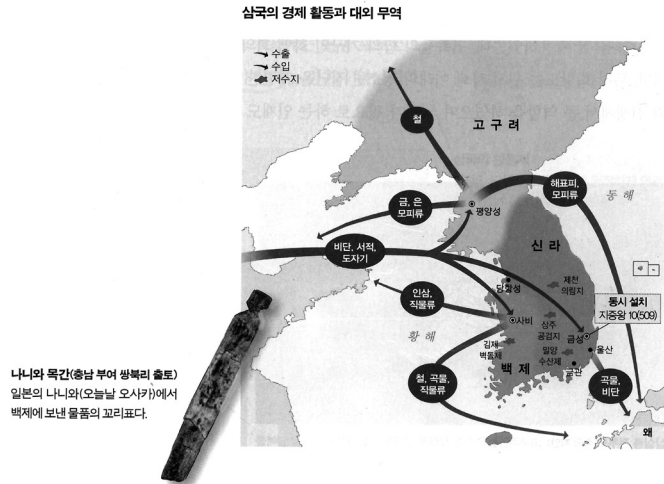 삼국의 경제 활동과 대외 무역
수출
수입
저수지
고구려
철
해표피,
모피류
동해
금, 은
모피류
평양성
신라
비단, 서적,
도자기
당항성
제천
의림지
인삼,
직물류
동시 설치
지증왕 10(509)
사비
상주
공검지
금성
황해
김제
벽골제
밀양
수산제
울산
백제
금관
철, 곡물,
직물류
곡물,
비단
왜
나니와 목간(충남 부여 쌍북리 출토)
일본의 나니와(오늘날 오사카)에서
백제에 보낸 물품의 꼬리표다.